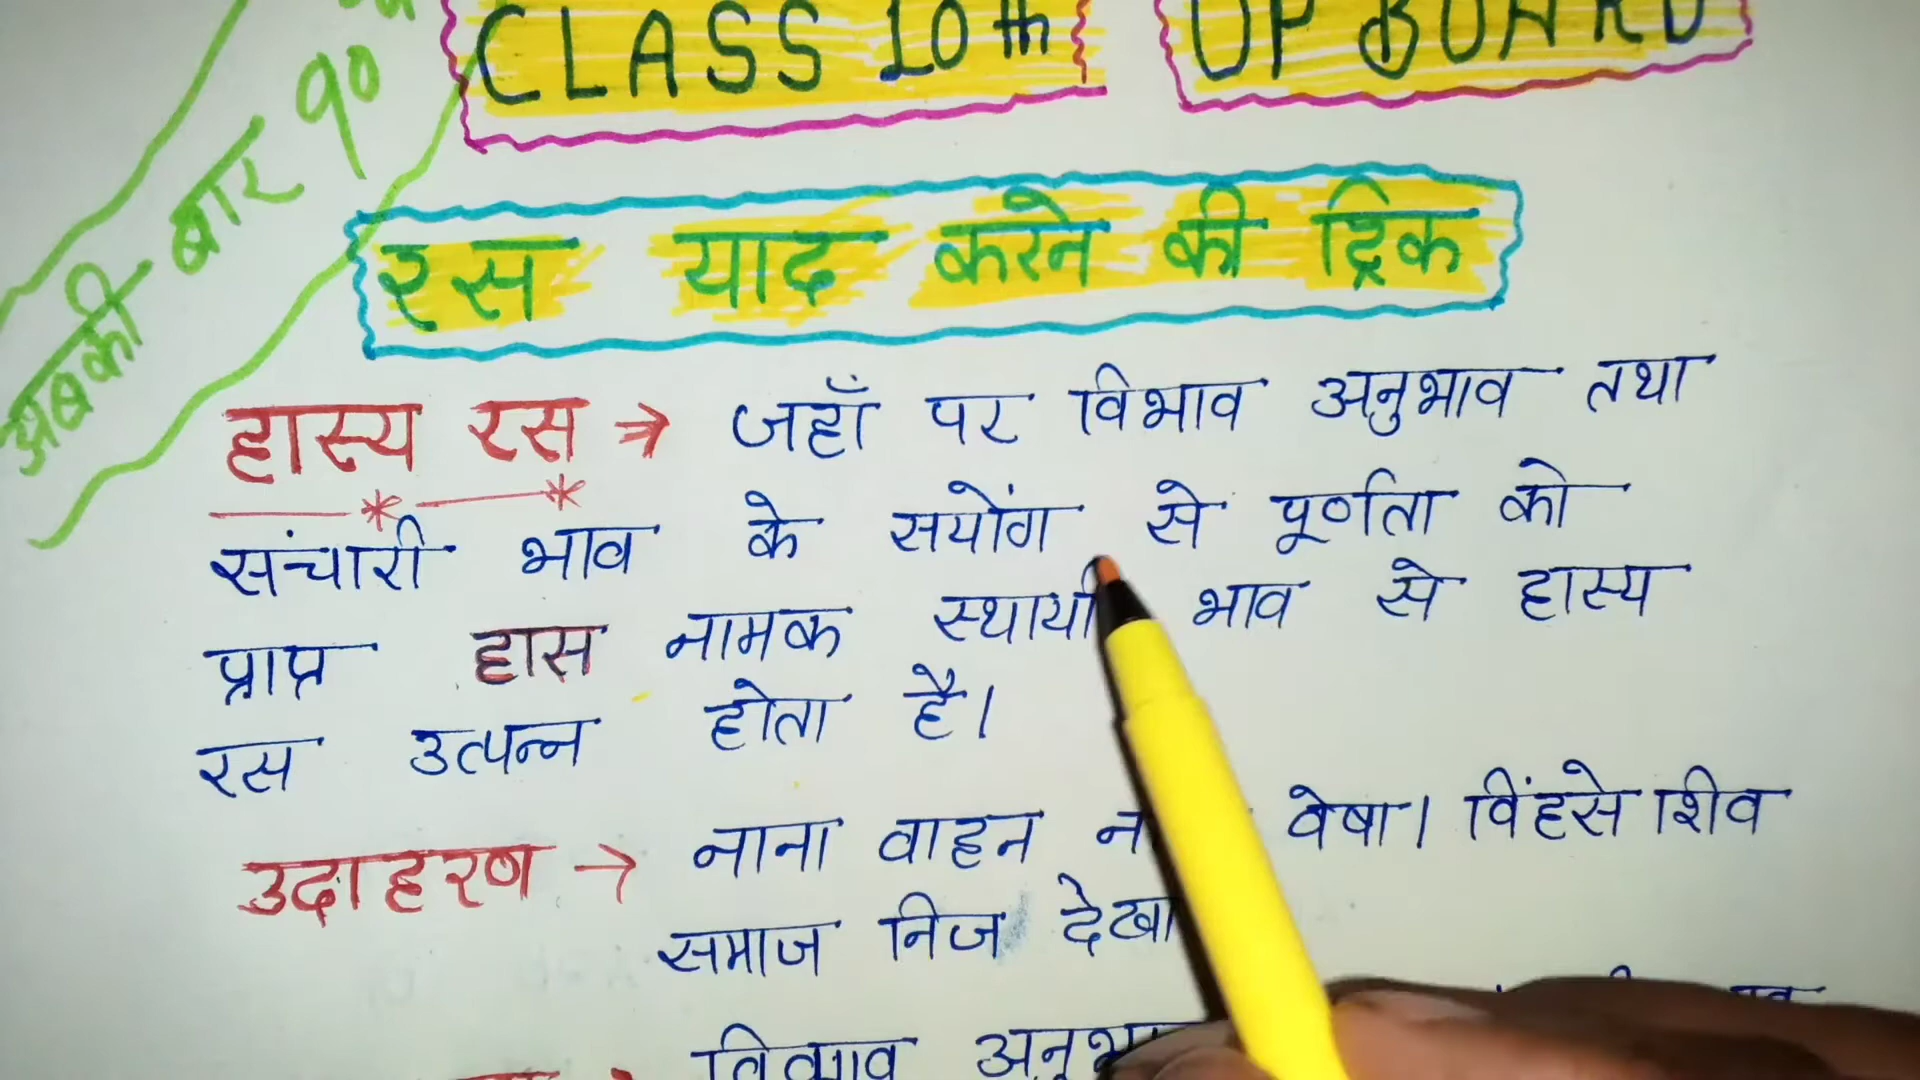 CLASS 10th UP BOARD
अबकी बार 90
रस याद करने की ट्रिक
हास्य रस → जहाँ पर विभाव अनुभाव तथा
संचारी भाव के सयोंग से पूर्णता को
प्राप्त हास नामक स्थायी भाव से हास्य
रस उत्पन्न होता है।
उदाहरण → नाना वाहन वेषा। विंहसे शिव
समाज निज देखा
विभाव